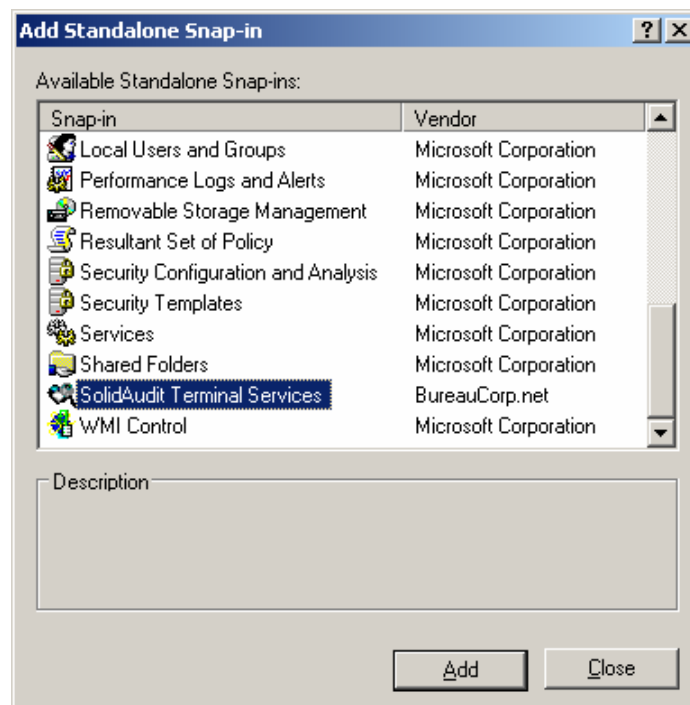 Add Standalone Snap-in
Available Standalone Snap-ins:
Snap-in Vendor
Local Users and Groups Microsoft Corporation
Performance Logs and Alerts Microsoft Corporation
Removable Storage Management Microsoft Corporation
Resultant Set of Policy Microsoft Corporation
Security Configuration and Analysis Microsoft Corporation
Security Templates Microsoft Corporation
Services Microsoft Corporation
Shared Folders Microsoft Corporation
SolidAudit Terminal Services BureauCorp.net
WMI Control Microsoft Corporation
Description
Add Close